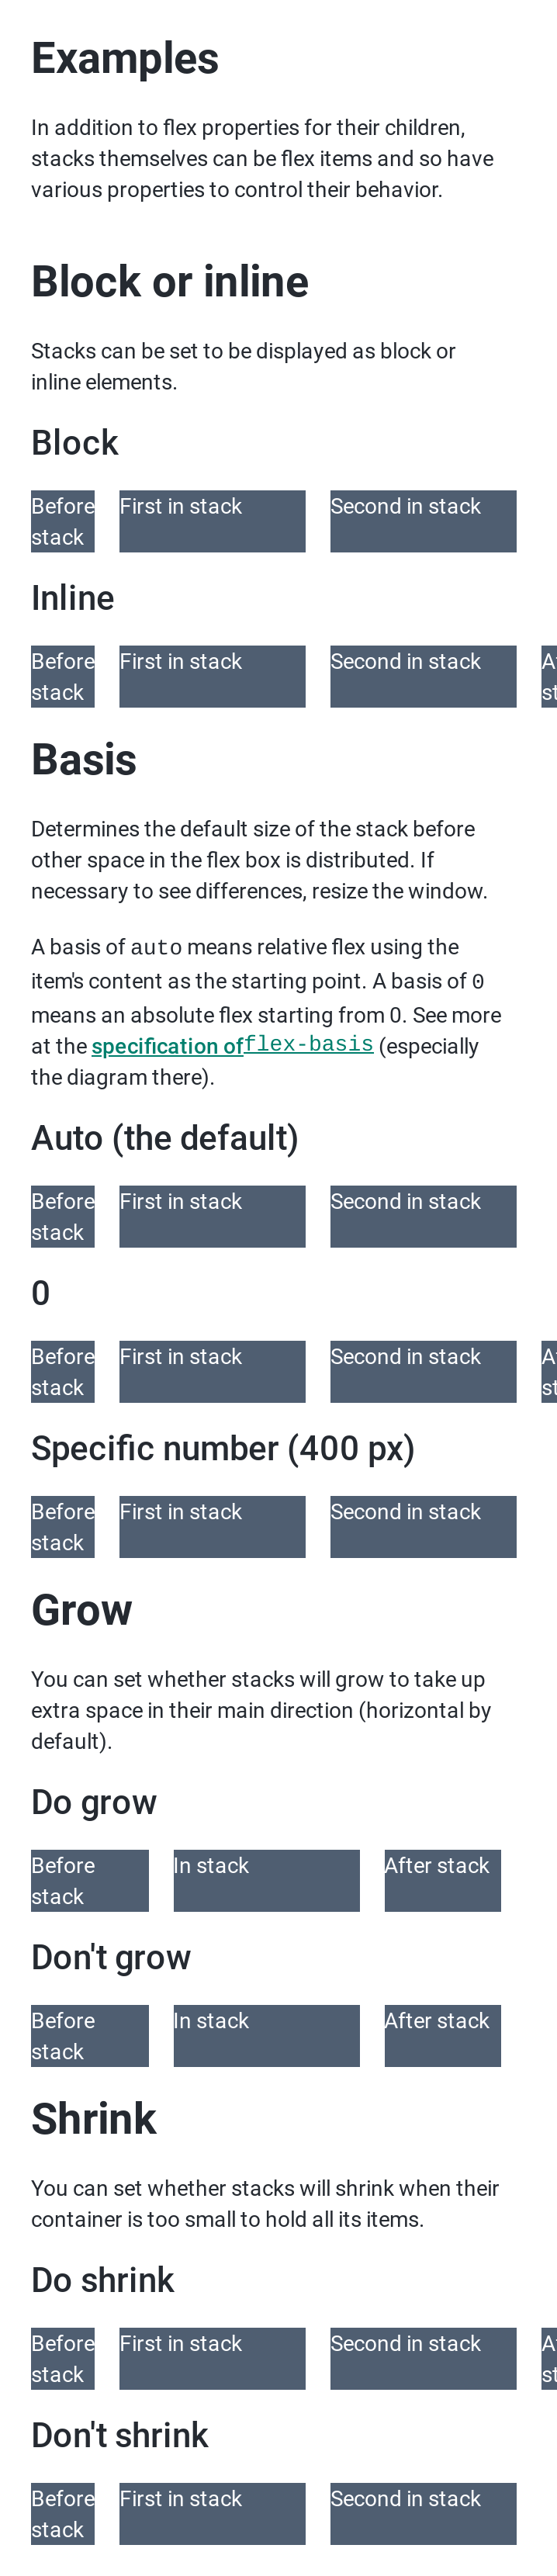 Examples
In addition to flex properties for their children,
stacks themselves can be flex items and so have
various properties to control their behavior.
Block or inline
Stacks can be set to be displayed as block or
inline elements.
Block
Before First in stack Second in stack
stack
Inline
Before First in stack Second in stack
stack
Basis
Determines the default size of the stack before
other space in the flex box is distributed. If
necessary to see differences, resize the window.
A basis of auto means relative flex using the
item's content as the starting point. A basis of 0
means an absolute flex starting from 0. See more
at the specification of flex-basis (especially
the diagram there).
Auto (the default)
Before First in stack Second in stack
stack
0
Before First in stack Second in stack
stack
Specific number (400 px)
Before First in stack Second in stack
stack
Grow
You can set whether stacks will grow to take up
extra space in their main direction (horizontal by
default).
Do grow
Before In stack After stack
stack
Don't grow
Before In stack After stack
stack
Shrink
You can set whether stacks will shrink when their
container is too small to hold all its items.
Do shrink
Before First in stack Second in stack
stack
Don't shrink
Before First in stack Second in stack
stack